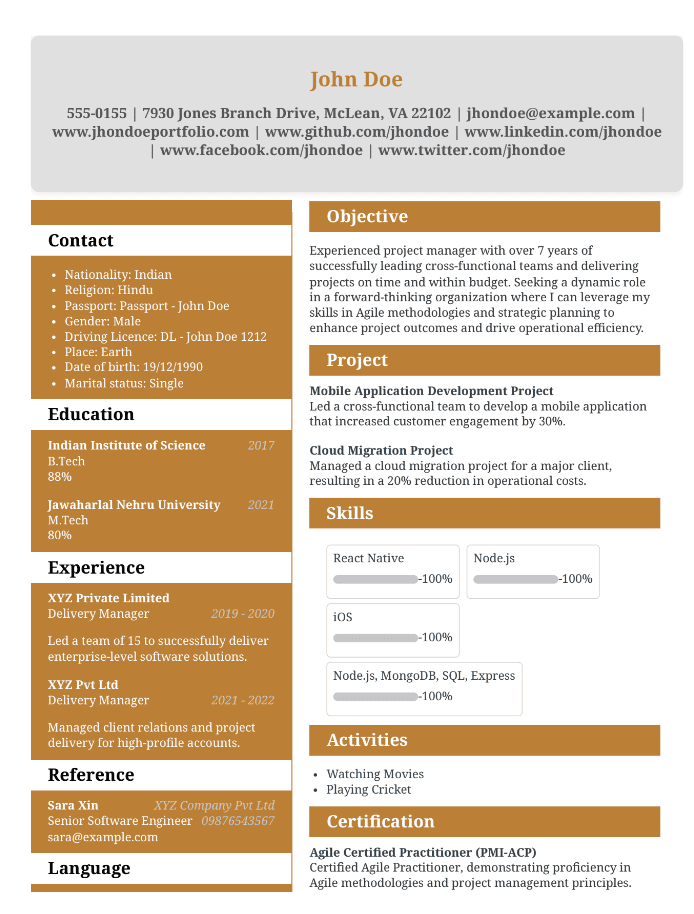 John Doe
555-0155 | 7930 Jones Branch Drive, McLean, VA 22102 | jhondoe@example.com |
www.jhondoeportfolio.com | www.github.com/jhondoe | www.linkedin.com/jhondoe
| www.facebook.com/jhondoe | www.twitter.com/jhondoe
Contact
• Nationality: Indian
• Religion: Hindu
• Passport: Passport - John Doe
• Gender: Male
• Driving Licence: DL - John Doe 1212
• Place: Earth
• Date of birth: 19/12/1990
• Marital status: Single
Education
Indian Institute of Science 2017
B.Tech
88%
Jawaharlal Nehru University 2021
M.Tech
80%
Experience
XYZ Private Limited
Delivery Manager 2019 - 2020
Led a team of 15 to successfully deliver
enterprise-level software solutions.
XYZ Pvt Ltd
Delivery Manager 2021 - 2022
Managed client relations and project
delivery for high-profile accounts.
Reference
Sara Xin XYZ Company Pvt Ltd
Senior Software Engineer 09876543567
sara@example.com
Language
Objective
Experienced project manager with over 7 years of
successfully leading cross-functional teams and delivering
projects on time and within budget. Seeking a dynamic role
in a forward-thinking organization where I can leverage my
skills in Agile methodologies and strategic planning to
enhance project outcomes and drive operational efficiency.
Project
Mobile Application Development Project
Led a cross-functional team to develop a mobile application
that increased customer engagement by 30%.
Cloud Migration Project
Managed a cloud migration project for a major client,
resulting in a 20% reduction in operational costs.
Skills
React Native
-100%
Node.js
-100%
iOS
-100%
Node.js, MongoDB, SQL, Express
-100%
Activities
• Watching Movies
• Playing Cricket
Certification
Agile Certified Practitioner (PMI-ACP)
Certified Agile Practitioner, demonstrating proficiency in
Agile methodologies and project management principles.